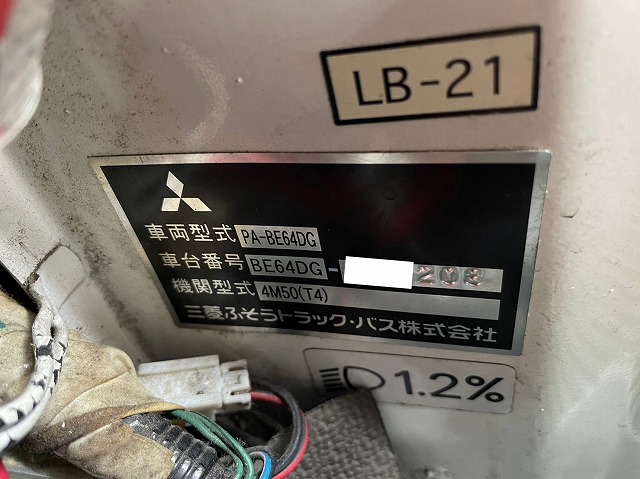 LB-21
車両型式 PA-BE64DG
車台番号 BE64DG- 208
機関型式 4M50(T4)
三菱ふそうトラック・バス株式会社
1.2%